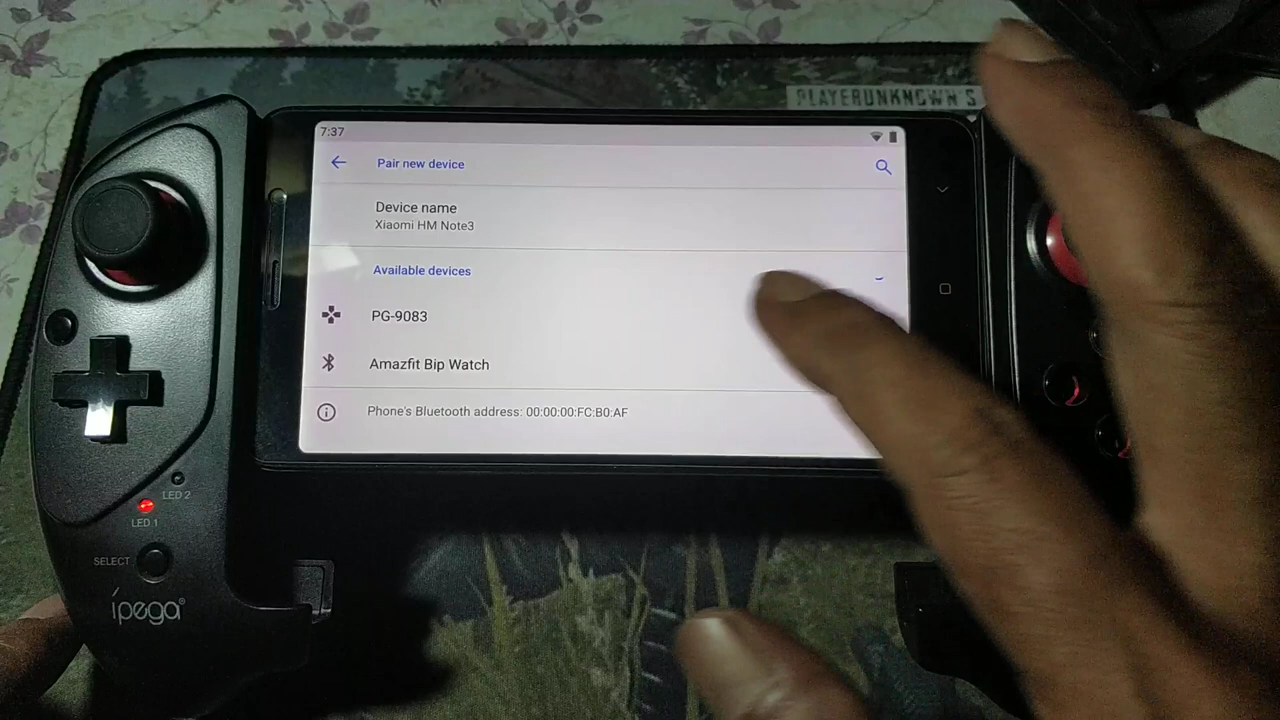 PLAYERUNKNOWN'S
7:37
Pair new device
Device name
Xiaomi HM Note3
Available devices
PG-9083
Amazfit Bip Watch
Phone's Bluetooth address: 00:00:00:FC:B0:AF
LED 2
LED 1
SELECT
ípega®